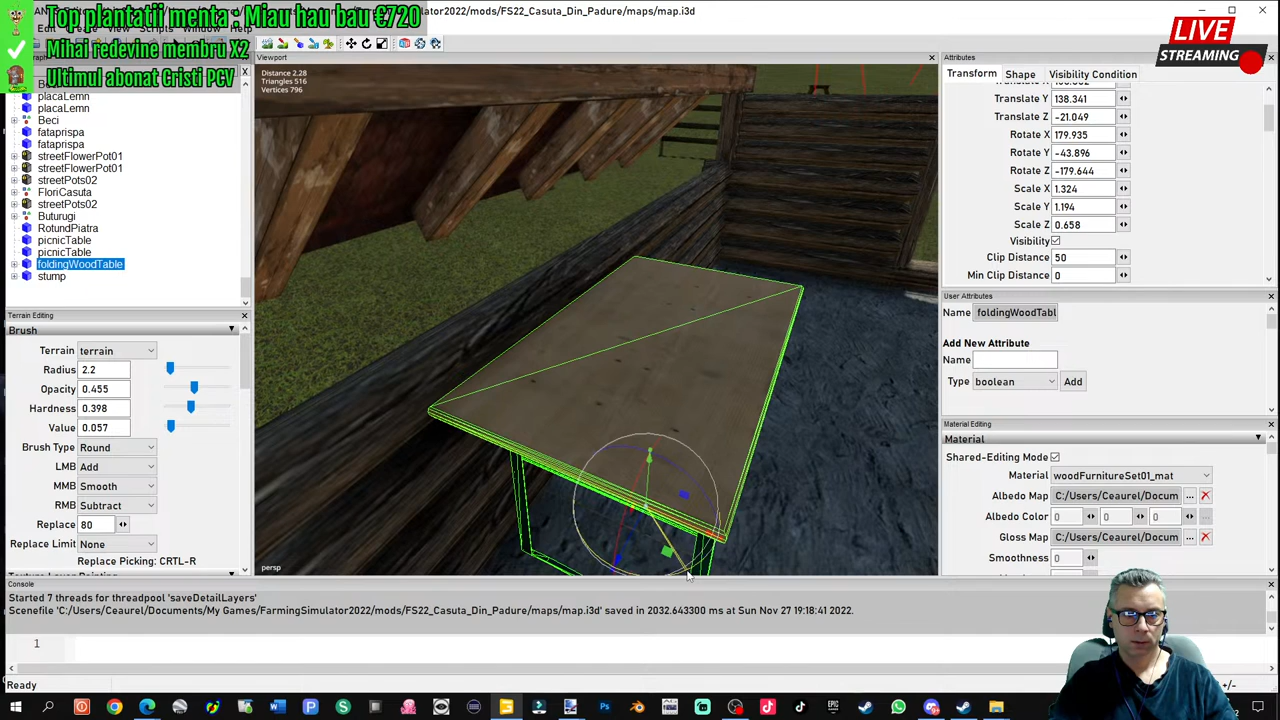 Top plantatii menta : Miau hau bau €720
Simulator2022/mods/FS22_Casuta_Din_Padure/maps/map.i3d
Mihai redevine membru X2
Ultimul abonat Cristi PCV
LIVE
STREAMING
Scripts
Window
Viewport
Attributes
Distance 2.28
Triangles 516
Vertices 796
persp
placaLemn
placaLemn
Beci
fataprispa
fataprispa
streetFlowerPot01
streetFlowerPot01
streetPots02
FloriCasuta
streetPots02
Buturugi
RotundPiatra
picnicTable
picnicTable
foldingWoodTable
stump
Terrain Editing
Brush
Terrain terrain
Radius 2.2
Opacity 0.455
Hardness 0.398
Value 0.057
Brush Type Round
LMB Add
MMB Smooth
RMB Subtract
Replace 80
Replace Limit None
Replace Picking: CRTL-R
Transform Shape Visibility Condition
Translate Y 138.341
Translate Z -21.049
Rotate X 179.935
Rotate Y -43.896
Rotate Z -179.644
Scale X 1.324
Scale Y 1.194
Scale Z 0.658
Visibility
Clip Distance 50
Min Clip Distance 0
User Attributes
Name foldingWoodTabl
Add New Attribute
Name
Type boolean Add
Material Editing
Material
Shared-Editing Mode
Material woodFurnitureSet01_mat
Albedo Map C:/Users/Ceaurel/Docum ...
Albedo Color 0 0 0 ...
Gloss Map C:/Users/Ceaurel/Docum ...
Smoothness 0
Console
Started 7 threads for threadpool 'saveDetailLayers'
Scenefile 'C:/Users/Ceaurel/Documents/My Games/FarmingSimulator2022/mods/FS22_Casuta_Din_Padure/maps/map.i3d' saved in 2032.643300 ms at Sun Nov 27 19:18:41 2022.
1
Ready
+/-